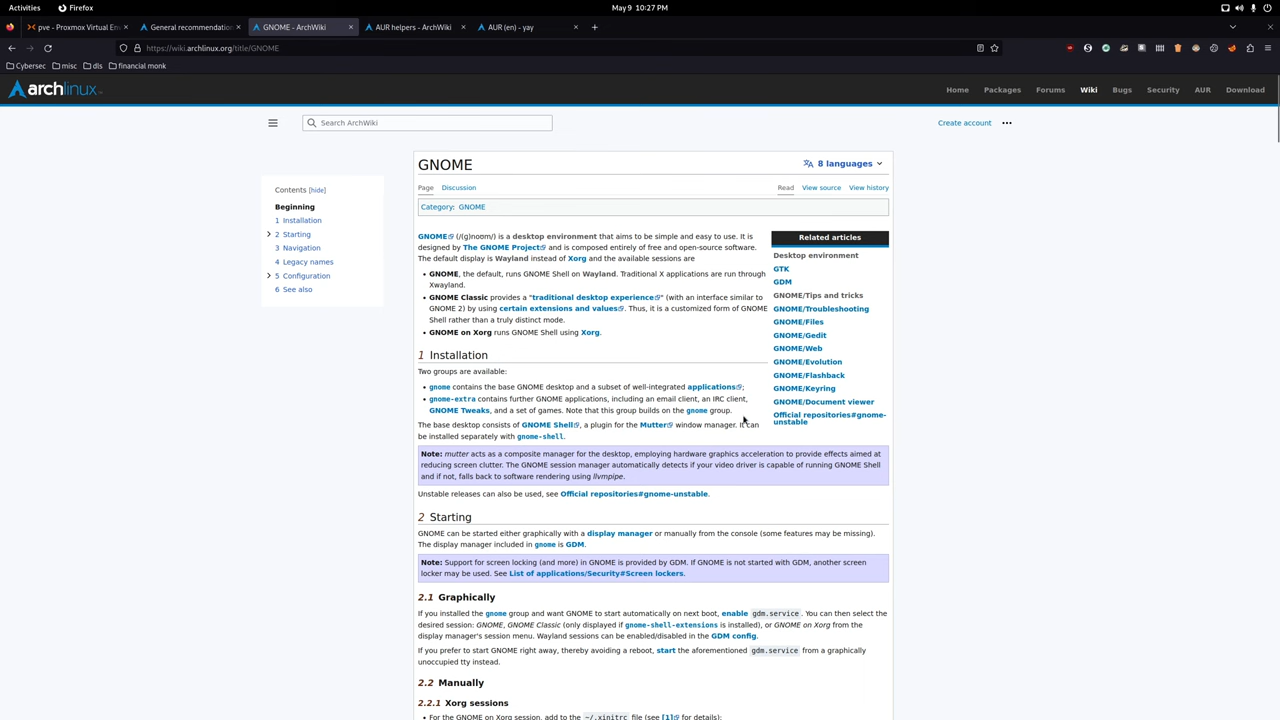 Activities
Firefox
May 9 10:27 PM
pve - Proxmox Virtual En
General recommendation
GNOME - ArchWiki
AUR helpers - ArchWiki
AUR (en) - yay
https://wiki.archlinux.org/title/GNOME
Cybersec
misc
dls
financial monk
archlinux
Home
Packages
Forums
Wiki
Bugs
Security
AUR
Download
Search ArchWiki
Create account
Contents [hide]
Beginning
1 Installation
2 Starting
3 Navigation
4 Legacy names
5 Configuration
6 See also
GNOME
8 languages
Page
Discussion
Read
View source
View history
Category: GNOME
GNOME (/(g)noom/) is a desktop environment that aims to be simple and easy to use. It is
designed by The GNOME Project and is composed entirely of free and open-source software.
The default display is Wayland instead of Xorg and the available sessions are
• GNOME, the default, runs GNOME Shell on Wayland. Traditional X applications are run through
Xwayland.
• GNOME Classic provides a "traditional desktop experience" (with an interface similar to
GNOME 2) by using certain extensions and values. Thus, it is a customized form of GNOME
Shell rather than a truly distinct mode.
• GNOME on Xorg runs GNOME Shell using Xorg.
Related articles
Desktop environment
GTK
GDM
GNOME/Tips and tricks
GNOME/Troubleshooting
GNOME/Files
GNOME/Gedit
GNOME/Web
GNOME/Evolution
GNOME/Flashback
GNOME/Keyring
GNOME/Document viewer
Official repositories#gnome-
unstable
1 Installation
Two groups are available:
• gnome contains the base GNOME desktop and a subset of well-integrated applications;
• gnome-extra contains further GNOME applications, including an email client, an IRC client,
GNOME Tweaks, and a set of games. Note that this group builds on the gnome group.
The base desktop consists of GNOME Shell, a plugin for the Mutter window manager. It can
be installed separately with gnome-shell.
Note: mutter acts as a composite manager for the desktop, employing hardware graphics acceleration to provide effects aimed at
reducing screen clutter. The GNOME session manager automatically detects if your video driver is capable of running GNOME Shell
and if not, falls back to software rendering using llvmpipe.
Unstable releases can also be used, see Official repositories#gnome-unstable.
2 Starting
GNOME can be started either graphically with a display manager or manually from the console (some features may be missing).
The display manager included in gnome is GDM.
Note: Support for screen locking (and more) in GNOME is provided by GDM. If GNOME is not started with GDM, another screen
locker may be used. See List of applications/Security#Screen lockers.
2.1 Graphically
If you installed the gnome group and want GNOME to start automatically on next boot, enable gdm.service. You can then select the
desired session: GNOME, GNOME Classic (only displayed if gnome-shell-extensions is installed), or GNOME on Xorg from the
display manager's session menu. Wayland sessions can be enabled/disabled in the GDM config.
If you prefer to start GNOME right away, thereby avoiding a reboot, start the aforementioned gdm.service from a graphically
unoccupied tty instead.
2.2 Manually
2.2.1 Xorg sessions
• For the GNOME on Xorg session, add to the ~/.xinitrc file (see [1] for details):